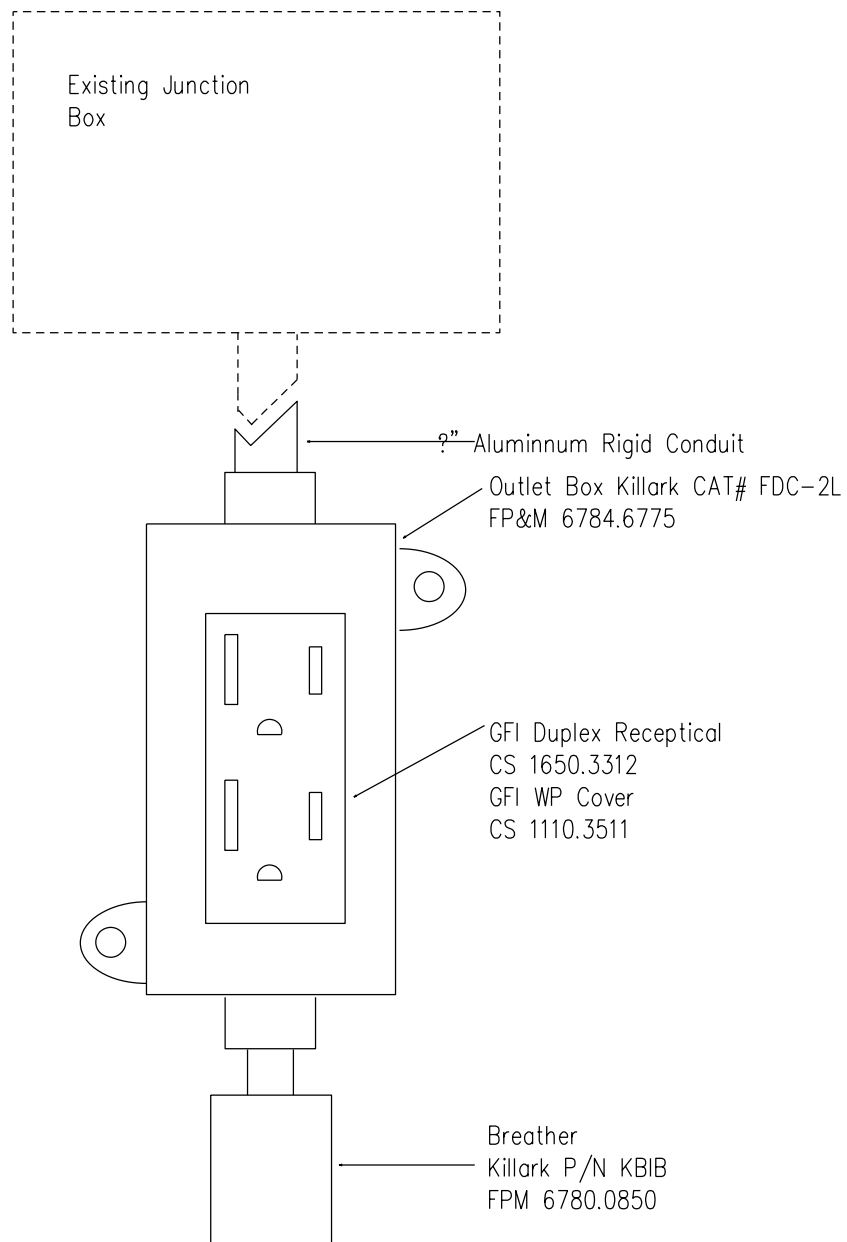 Existing Junction
Box
?" Aluminnum Rigid Conduit
Outlet Box Killark CAT# FDC-2L
FP&M 6784.6775
GFI Duplex Receptical
CS 1650.3312
GFI WP Cover
CS 1110.3511
Breather
Killark P/N KBIB
FPM 6780.0850